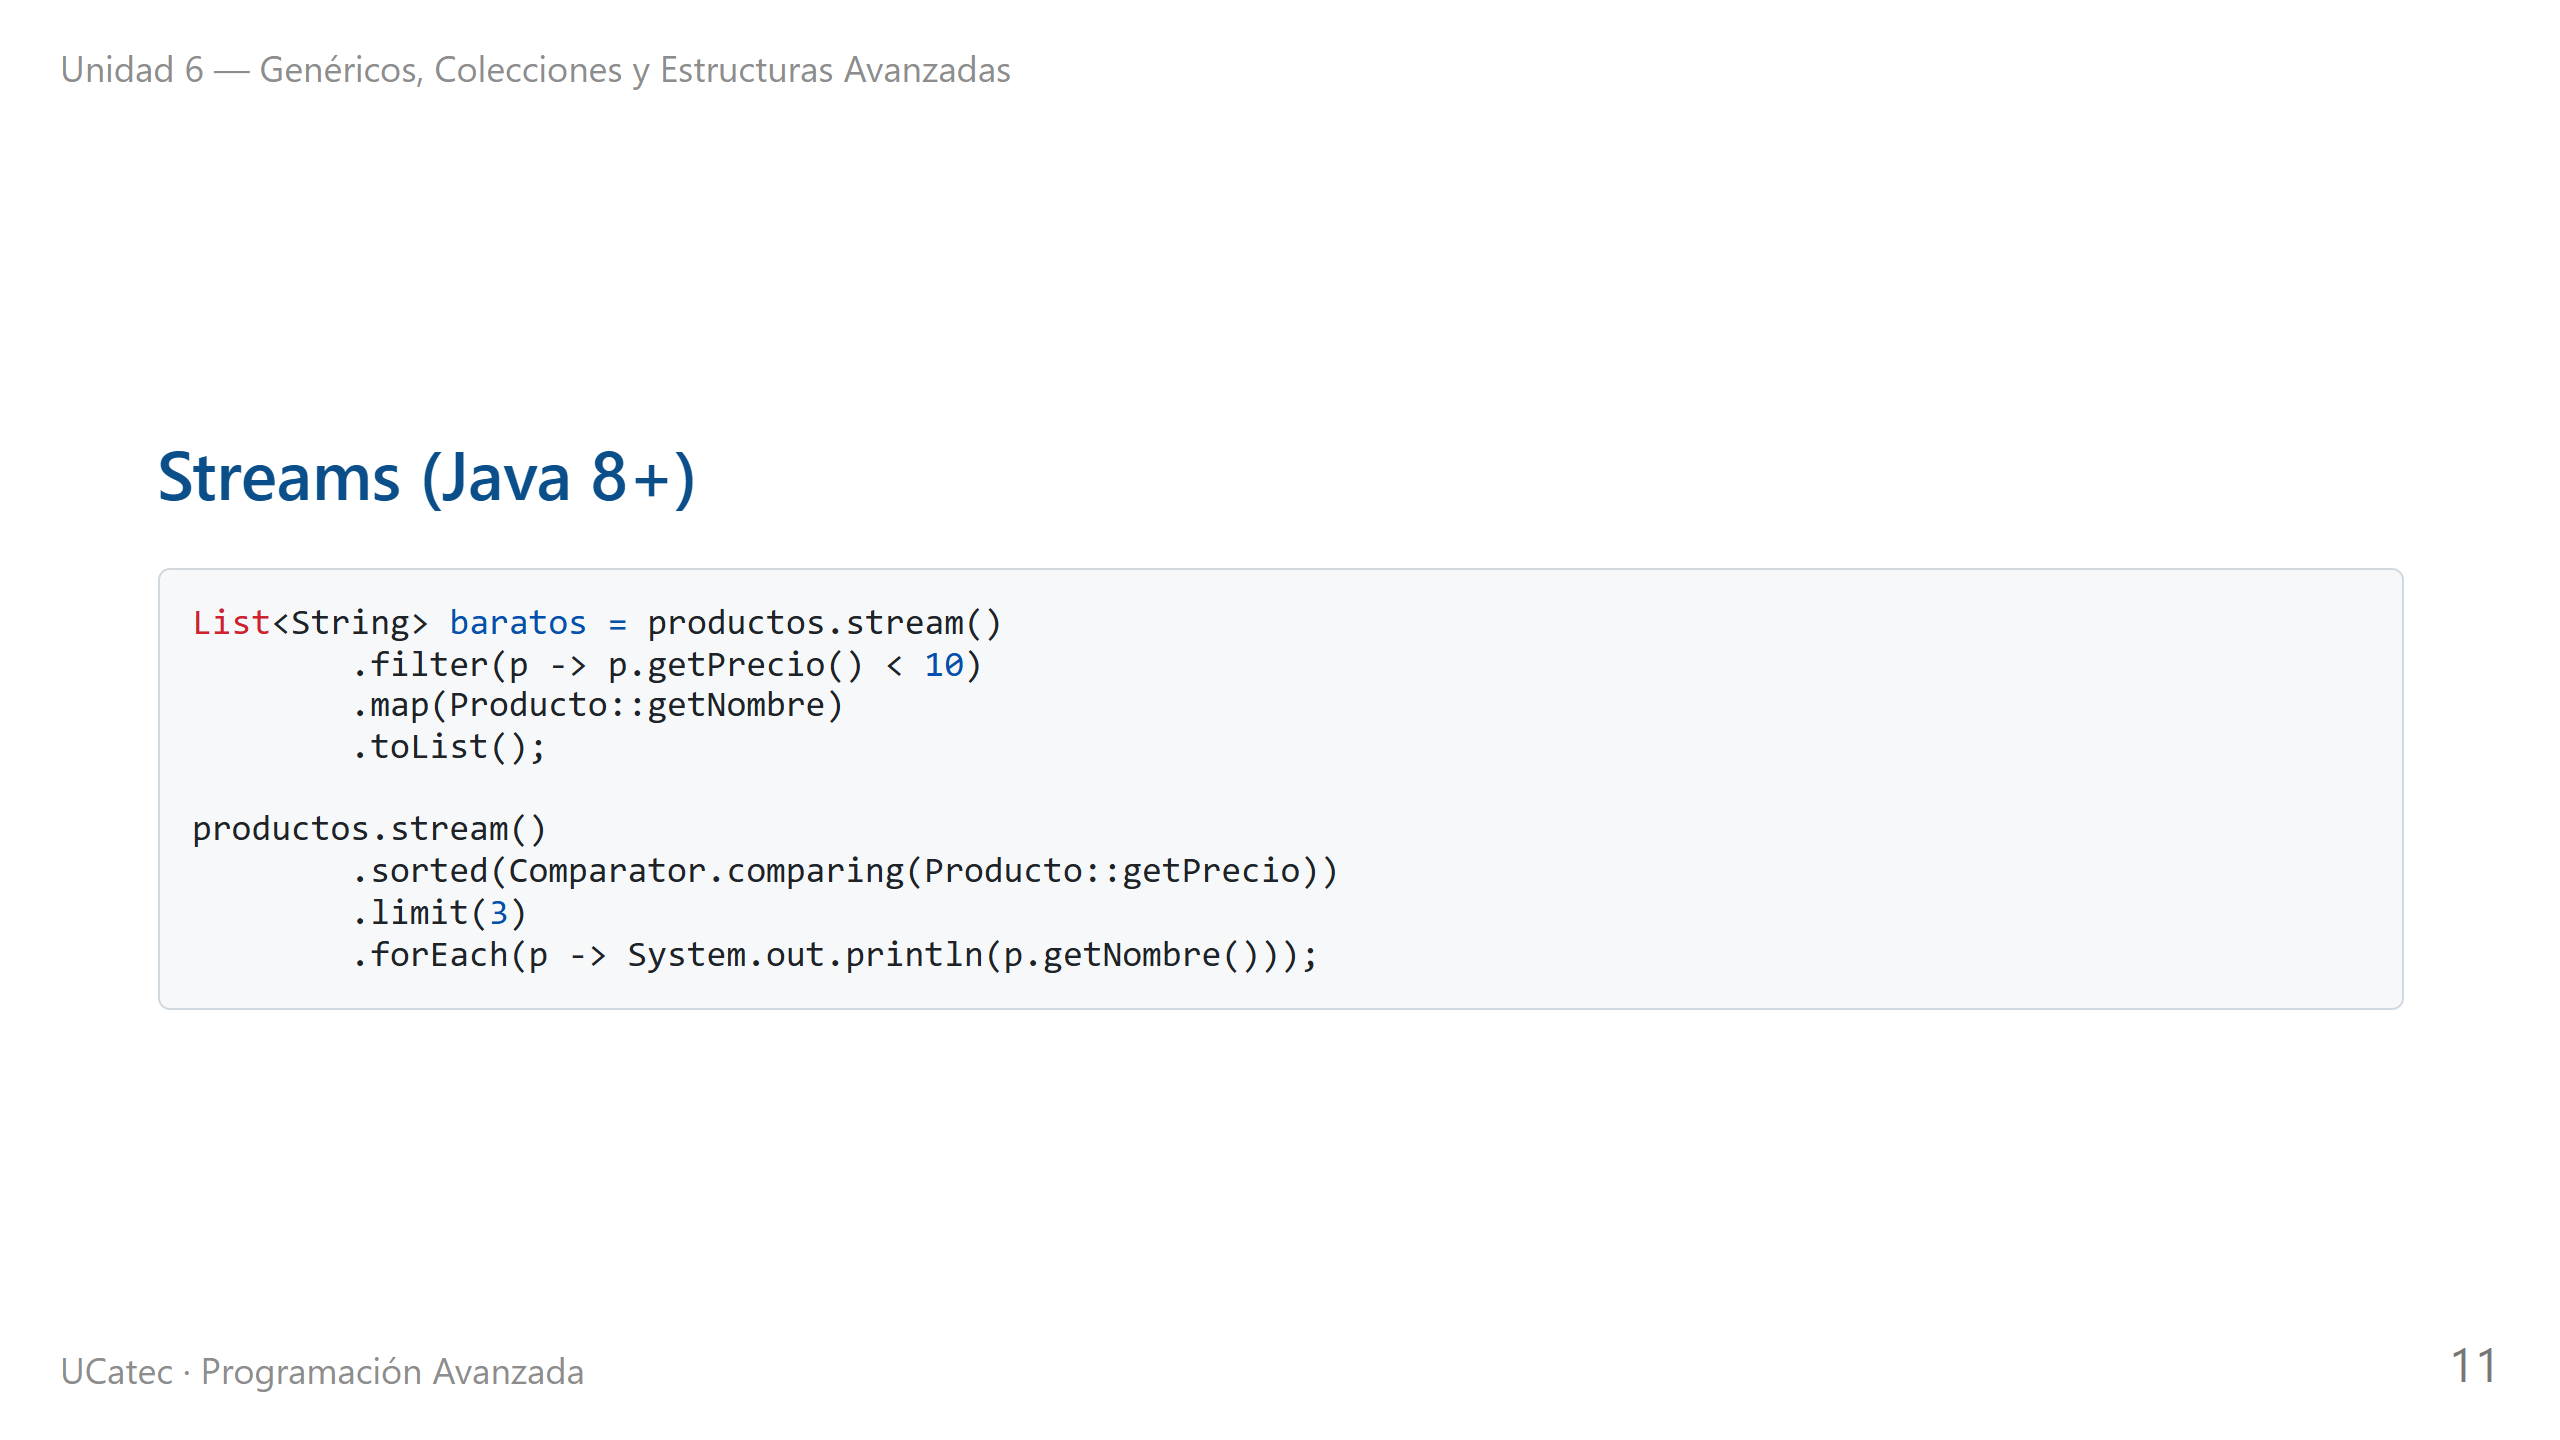 Unidad 6 — Genéricos, Colecciones y Estructuras Avanzadas
Streams (Java 8+)
List<String> baratos = productos.stream()
        .filter(p -> p.getPrecio() < 10)
        .map(Producto::getNombre)
        .toList();

productos.stream()
        .sorted(Comparator.comparing(Producto::getPrecio))
        .limit(3)
        .forEach(p -> System.out.println(p.getNombre()));
UCatec · Programación Avanzada
11